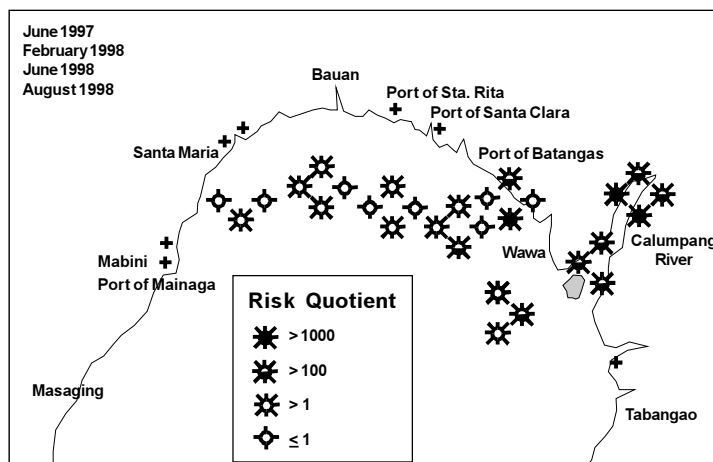 June 1997
February 1998
June 1998
August 1998
Bauan
Port of Sta. Rita
Port of Santa Clara
Santa Maria
Port of Batangas
Calumpang
River
Wawa
Mabini
Port of Mainaga
Risk Quotient
> 1000
> 100
> 1
≤ 1
Masaging
Tabangao